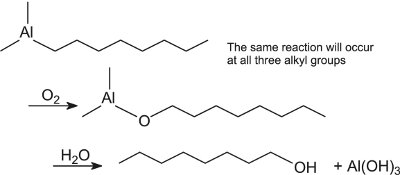 Al
The same reaction will occur
at all three alkyl groups
O₂
Al
O
H₂O
OH + Al(OH)₃